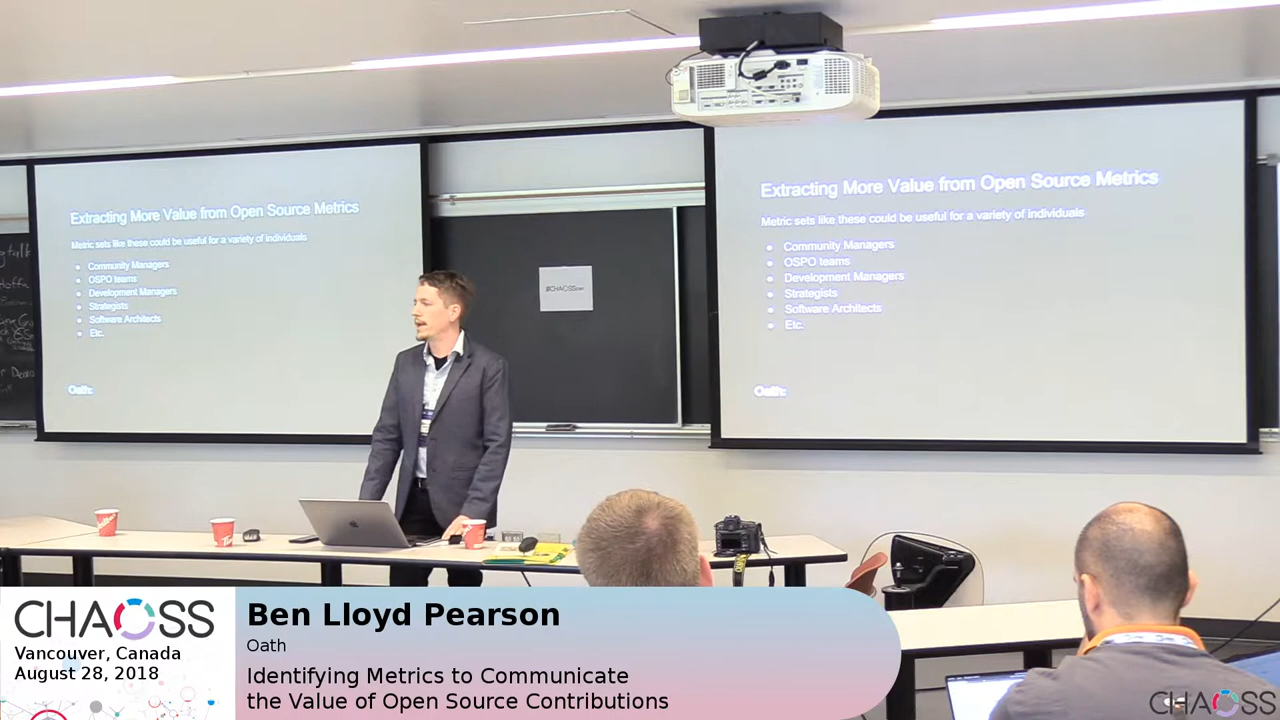 Extracting More Value from Open Source Metrics
Metric sets like these could be useful for a variety of individuals
● Community Managers
● OSPO teams
● Development Managers
● Strategists
● Software Architects
● Etc.
Oath:
Extracting More Value from Open Source Metrics
Metric sets like these could be useful for a variety of individuals
● Community Managers
● OSPO teams
● Development Managers
● Strategists
● Software Architects
● Etc.
Oath:
CHAOSS
Vancouver, Canada
August 28, 2018
Ben Lloyd Pearson
Oath
Identifying Metrics to Communicate
the Value of Open Source Contributions
CHAOSS